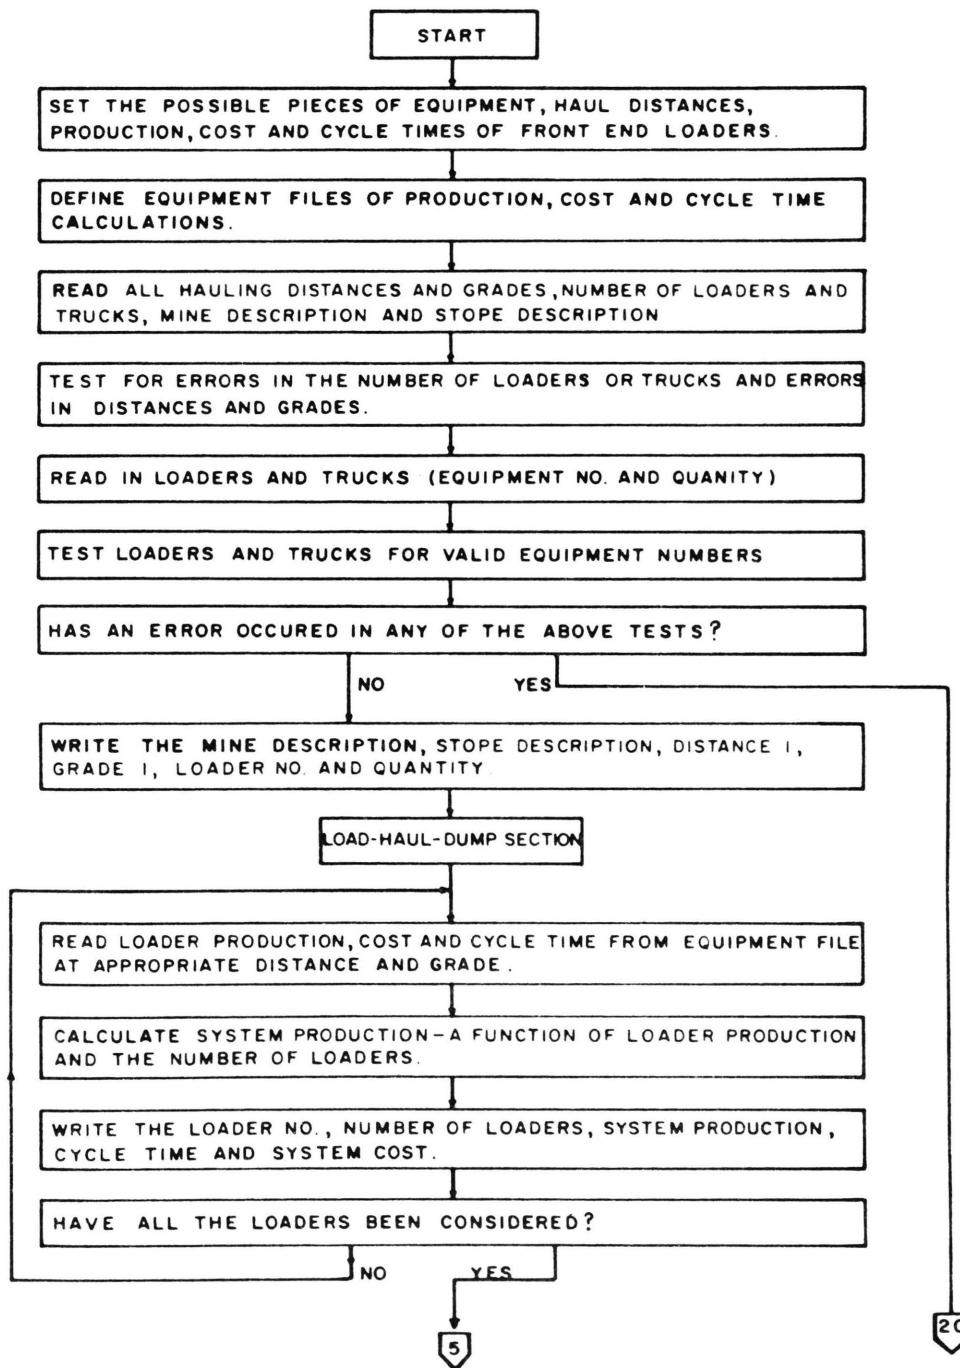 START
SET THE POSSIBLE PIECES OF EQUIPMENT, HAUL DISTANCES,
PRODUCTION, COST AND CYCLE TIMES OF FRONT END LOADERS.
DEFINE EQUIPMENT FILES OF PRODUCTION, COST AND CYCLE TIME
CALCULATIONS.
READ ALL HAULING DISTANCES AND GRADES, NUMBER OF LOADERS AND
TRUCKS, MINE DESCRIPTION AND STOPE DESCRIPTION
TEST FOR ERRORS IN THE NUMBER OF LOADERS OR TRUCKS AND ERRORS
IN DISTANCES AND GRADES.
READ IN LOADERS AND TRUCKS (EQUIPMENT NO. AND QUANITY)
TEST LOADERS AND TRUCKS FOR VALID EQUIPMENT NUMBERS
HAS AN ERROR OCCURED IN ANY OF THE ABOVE TESTS?
NO YES
WRITE THE MINE DESCRIPTION, STOPE DESCRIPTION, DISTANCE 1,
GRADE 1, LOADER NO. AND QUANTITY.
LOAD-HAUL-DUMP SECTION
READ LOADER PRODUCTION, COST AND CYCLE TIME FROM EQUIPMENT FILE
AT APPROPRIATE DISTANCE AND GRADE.
CALCULATE SYSTEM PRODUCTION - A FUNCTION OF LOADER PRODUCTION
AND THE NUMBER OF LOADERS.
WRITE THE LOADER NO., NUMBER OF LOADERS, SYSTEM PRODUCTION,
CYCLE TIME AND SYSTEM COST.
HAVE ALL THE LOADERS BEEN CONSIDERED?
NO YES
5
20